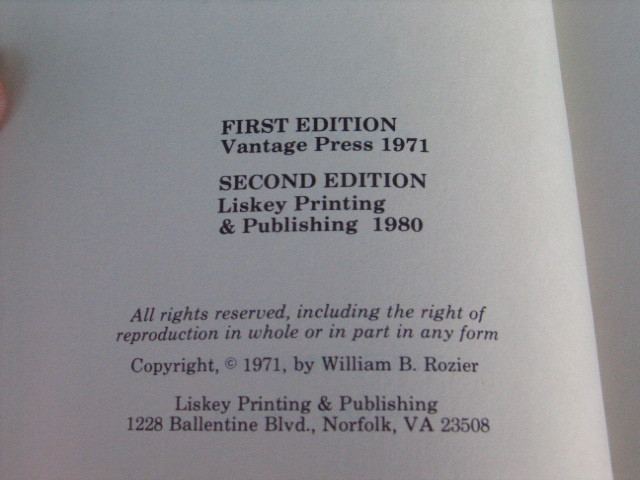 FIRST EDITION
Vantage Press 1971
SECOND EDITION
Liskey Printing
& Publishing 1980
All rights reserved, including the right of
reproduction in whole or in part in any form
Copyright, © 1971, by William B. Rozier
Liskey Printing & Publishing
1228 Ballentine Blvd., Norfolk, VA 23508